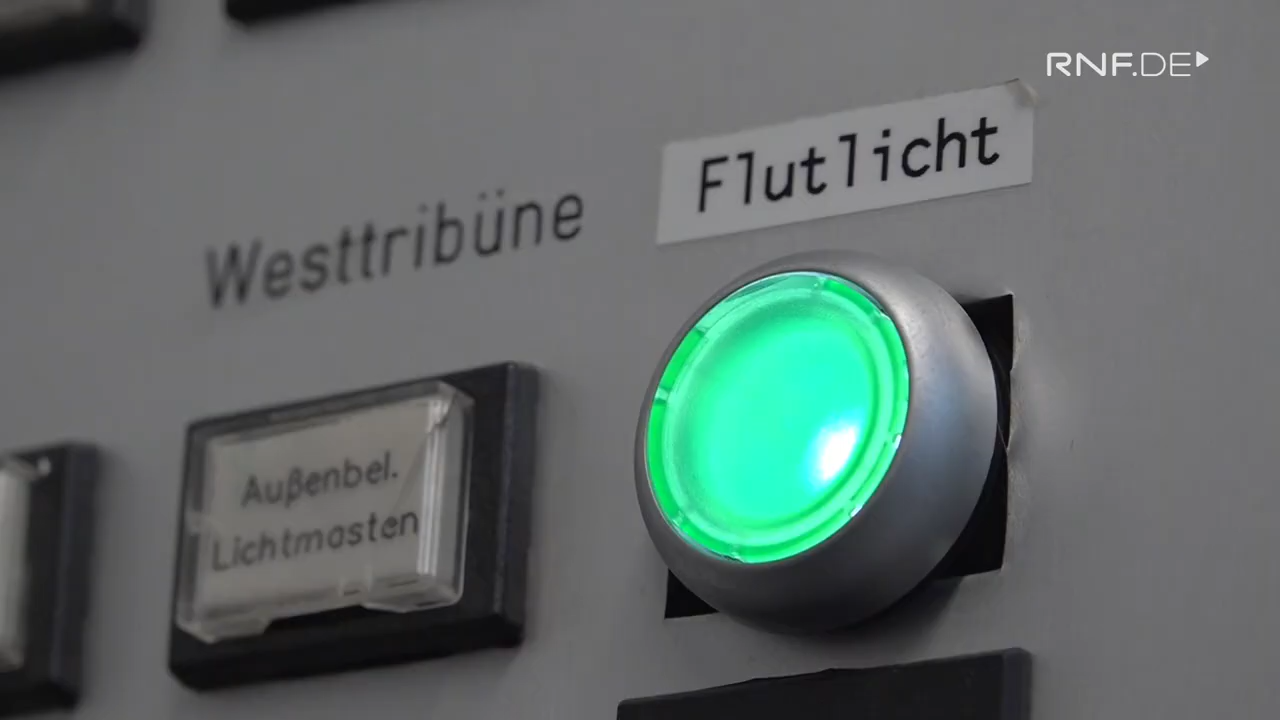 RNF.DE
Flutlicht
Westtribüne
Außenbel.
Lichtmasten